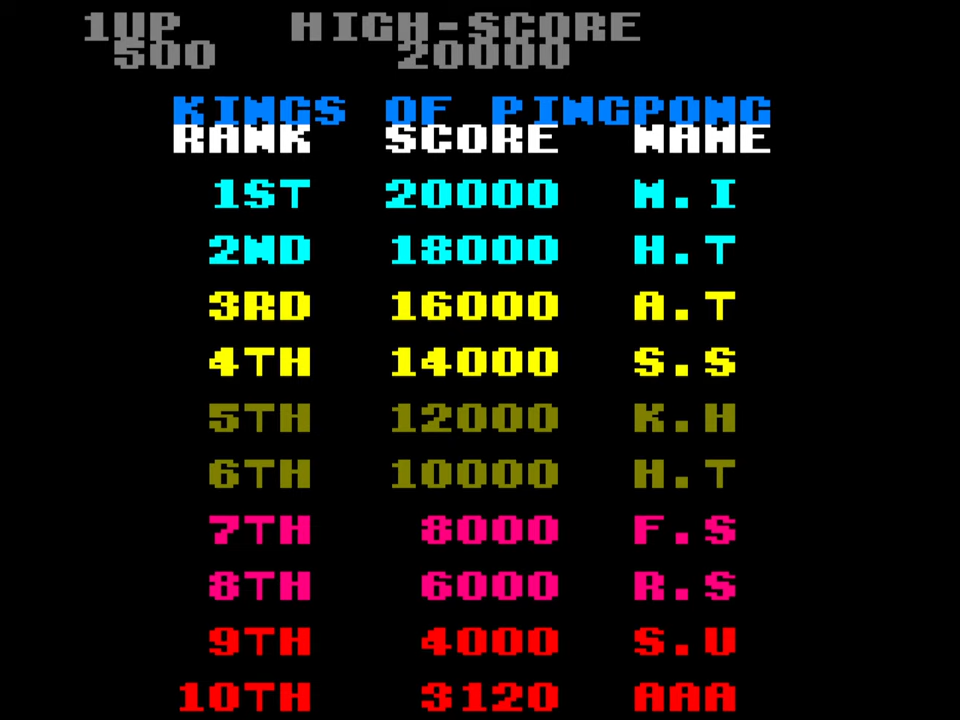 1UP HIGH-SCORE
500 20000
KINGS OF PINGPONG
RANK SCORE NAME
1ST 20000 M.I
2ND 18000 H.T
3RD 16000 A.T
4TH 14000 S.S
5TH 12000 K.H
6TH 10000 H.T
7TH 8000 F.S
8TH 6000 R.S
9TH 4000 S.U
10TH 3120 AAA